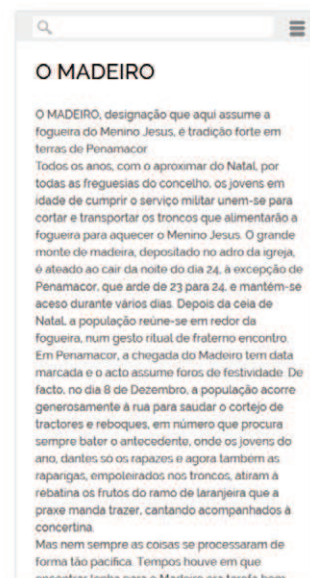 O MADEIRO
O MADEIRO, designação que aqui assume a
fogueira do Menino Jesus, é tradição forte em
terras de Penamacor
Todos os anos, com o aproximar do Natal, por
todas as freguesias do concelho, os jovens em
idade de cumprir o serviço militar unem-se para
cortar e transportar os troncos que alimentarão a
fogueira para aquecer o Menino Jesus. O grande
monte de madeira, depositado no adro da igreja,
é ateado ao cair da noite do dia 24, à excepção de
Penamacor, que arde de 23 para 24, e mantém-se
aceso durante vários dias. Depois da ceia de
Natal, a população reúne-se em redor da
fogueira, num gesto ritual de fraterno encontro.
Em Penamacor, a chegada do Madeiro tem data
marcada e o acto assume foros de festividade. De
facto, no dia 8 de Dezembro, a população acorre
generosamente à rua para saudar o cortejo de
tractores e reboques, em número que procura
sempre bater o antecedente, onde os jovens do
ano, dantes só os rapazes e agora também as
raparigas, empoleirados nos troncos, atiram à
rebatina os frutos do ramo de laranjeira que a
praxe manda trazer, cantando acompanhados à
concertina.
Mas nem sempre as coisas se processaram de
forma tão pacífica. Tempos houve em que
encontrar lenha para o Madeiro era tarefa bem